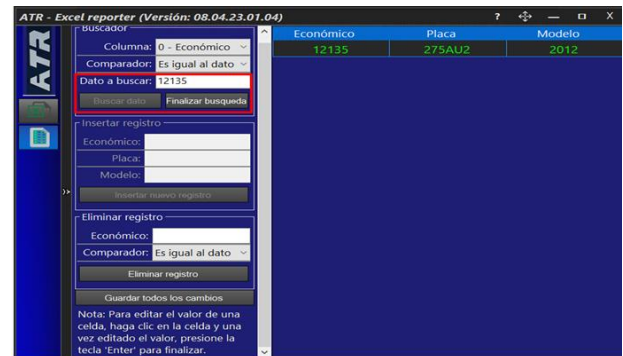 ATR - Excel reporter (Versión: 08.04.23.01.04)
ATR
Buscador
Columna: 0 - Económico
Comparador: Es igual al dato
Dato a buscar: 12135
Buscar dato Finalizar busqueda
Insertar registro
Económico:
Placa:
Modelo:
Insertar nuevo registro
Eliminar registro
Económico:
Comparador: Es igual al dato
Eliminar registro
Guardar todos los cambios
Nota: Para editar el valor de una
celda, haga clic en la celda y una
vez editado el valor, presione la
tecla 'Enter' para finalizar.
Económico Placa Modelo
12135 275AU2 2012